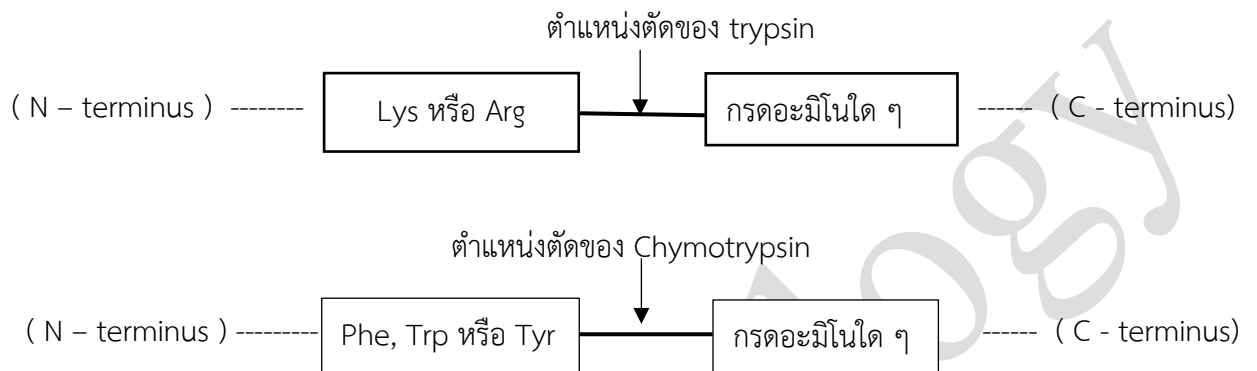 ตำแหน่งตัดของ trypsin
( N – terminus ) -------- Lys หรือ Arg กรดอะมิโนใด ๆ ------ ( C - terminus)
ตำแหน่งตัดของ Chymotrypsin
( N – terminus ) --------- Phe, Trp หรือ Tyr กรดอะมิโนใด ๆ ------ ( C - terminus)
logy